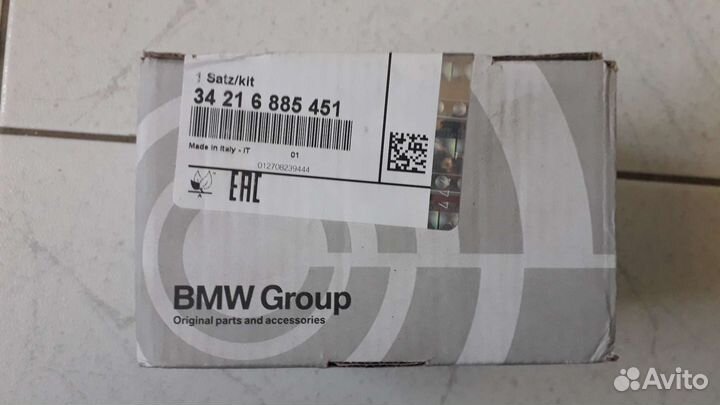 1 Satz/kit
34 21 6 885 451
Made in Italy - IT 01
012708239444
A
EAC
44
BMW Group
Original parts and accessories
Avito